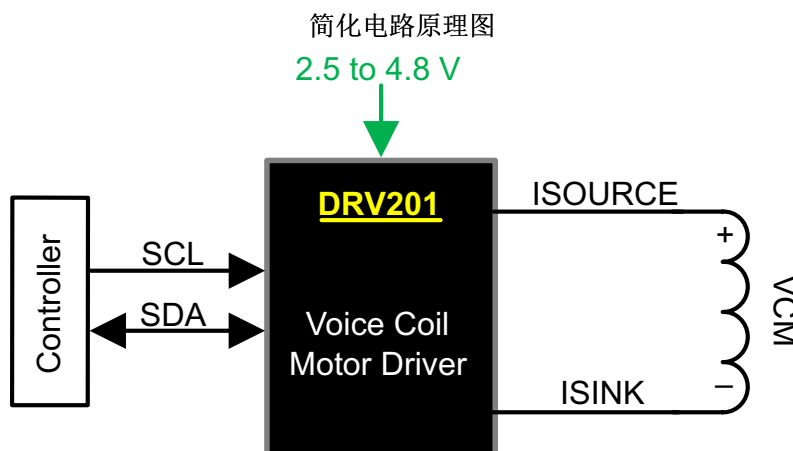 简化电路原理图
2.5 to 4.8 V
DRV201
ISOURCE
+
Controller
SCL
SDA
Voice Coil
Motor Driver
VCM
ISINK
−